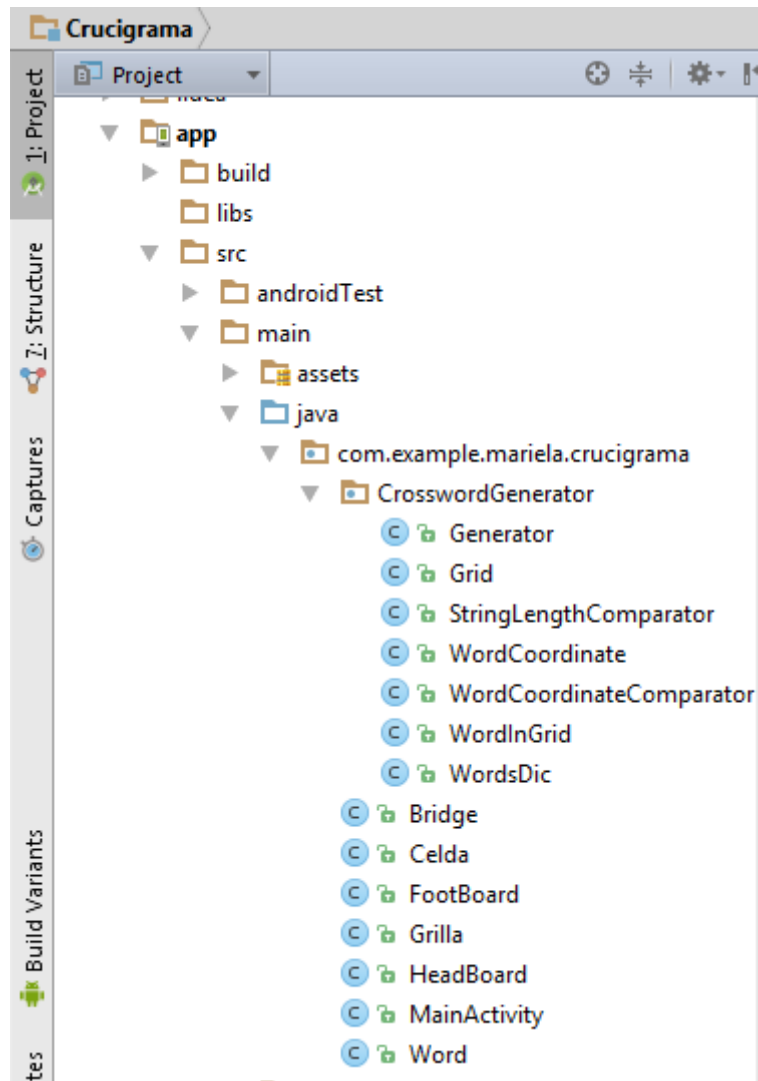 Crucigrama
Project
app
build
libs
src
androidTest
main
assets
java
com.example.mariela.crucigrama
CrosswordGenerator
Generator
Grid
StringLengthComparator
WordCoordinate
WordCoordinateComparator
WordInGrid
WordsDic
Bridge
Celda
FootBoard
Grilla
HeadBoard
MainActivity
Word
1: Project
7: Structure
Captures
Build Variants